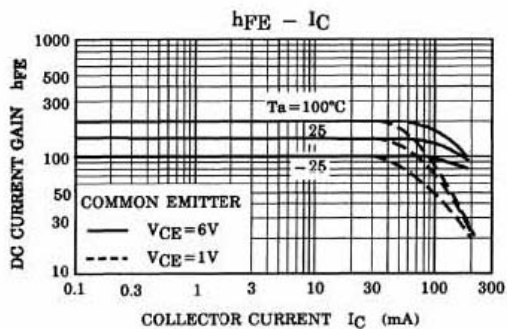 hFE – IC
1000
500
300
100
50
30
10
DC CURRENT GAIN hFE
Ta=100°C
25
−25
COMMON EMITTER
VCE=6V
VCE=1V
0.1 0.3 1 3 10 30 100 300
COLLECTOR CURRENT IC (mA)